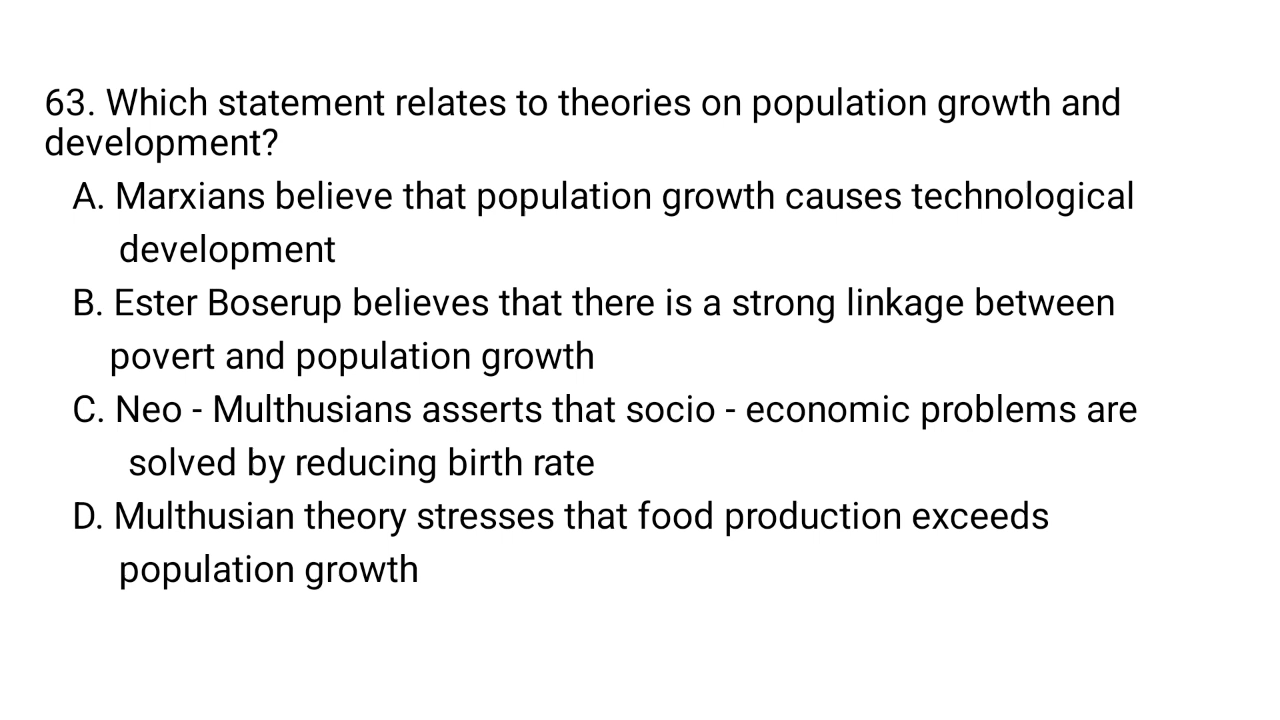 63. Which statement relates to theories on population growth and
development?
A. Marxians believe that population growth causes technological
development
B. Ester Boserup believes that there is a strong linkage between
povert and population growth
C. Neo - Multhusians asserts that socio - economic problems are
solved by reducing birth rate
D. Multhusian theory stresses that food production exceeds
population growth